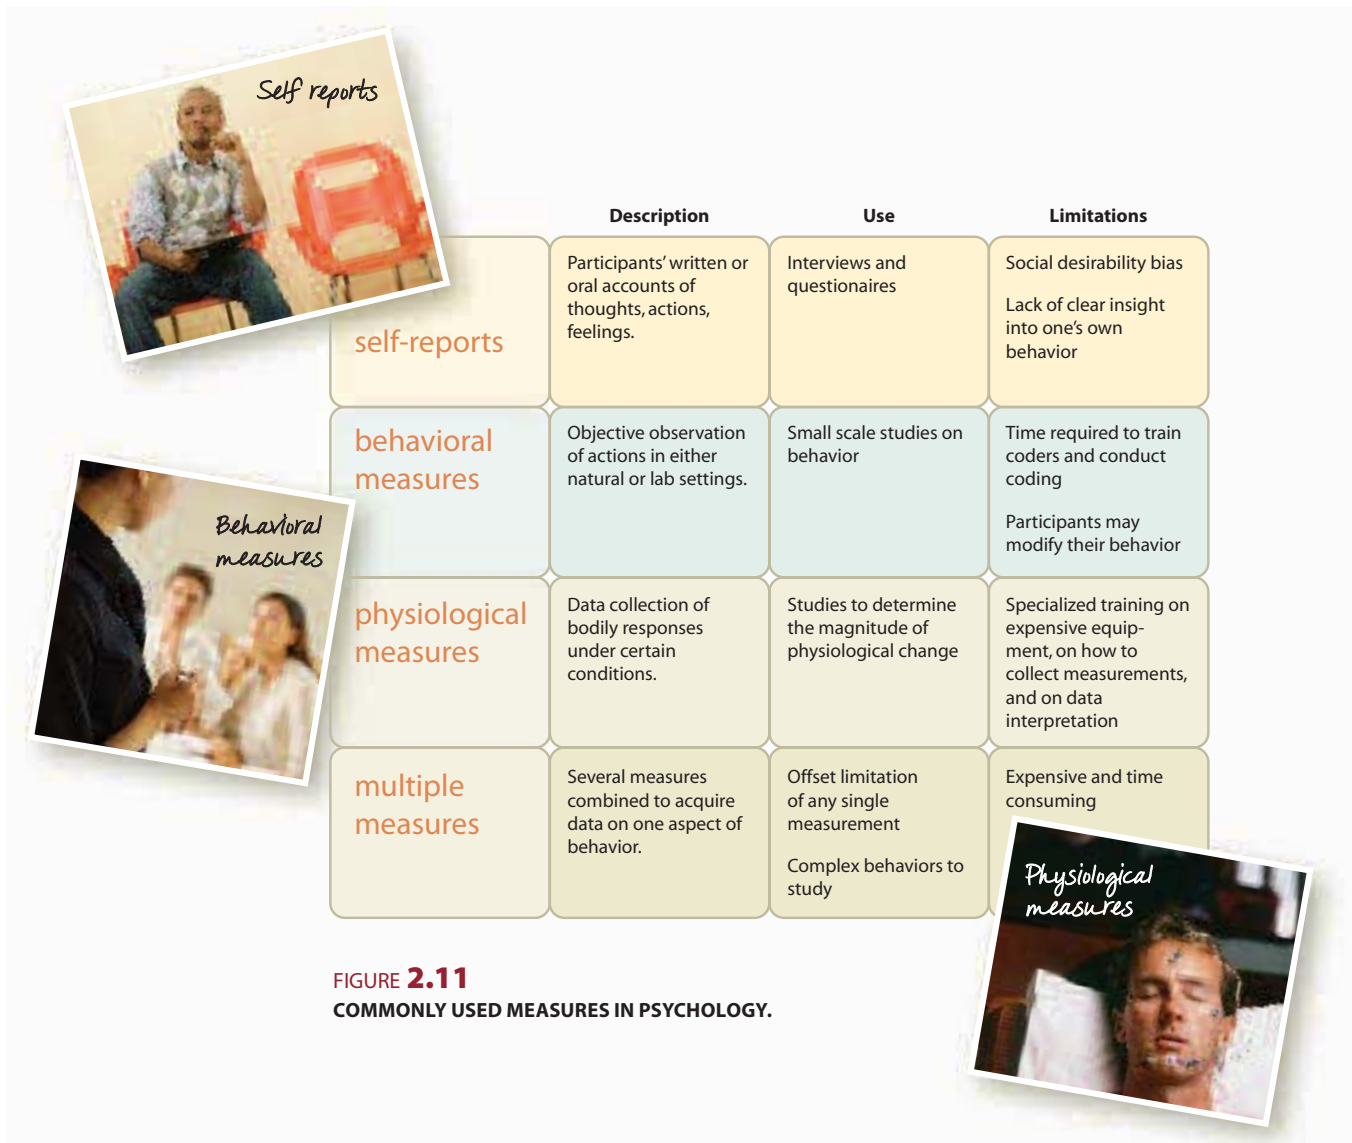 Self reports
Description
Use
Limitations
self-reports
Participants’ written or
oral accounts of
thoughts, actions,
feelings.
Interviews and
questionaires
Social desirability bias
Lack of clear insight
into one’s own
behavior
behavioral
measures
Objective observation
of actions in either
natural or lab settings.
Small scale studies on
behavior
Time required to train
coders and conduct
coding
Participants may
modify their behavior
Behavioral
measures
physiological
measures
Data collection of
bodily responses
under certain
conditions.
Studies to determine
the magnitude of
physiological change
Specialized training on
expensive equip-
ment, on how to
collect measurements,
and on data
interpretation
multiple
measures
Several measures
combined to acquire
data on one aspect of
behavior.
Offset limitation
of any single
measurement
Complex behaviors to
study
Expensive and time
consuming
Physiological
measures
FIGURE 2.11
COMMONLY USED MEASURES IN PSYCHOLOGY.